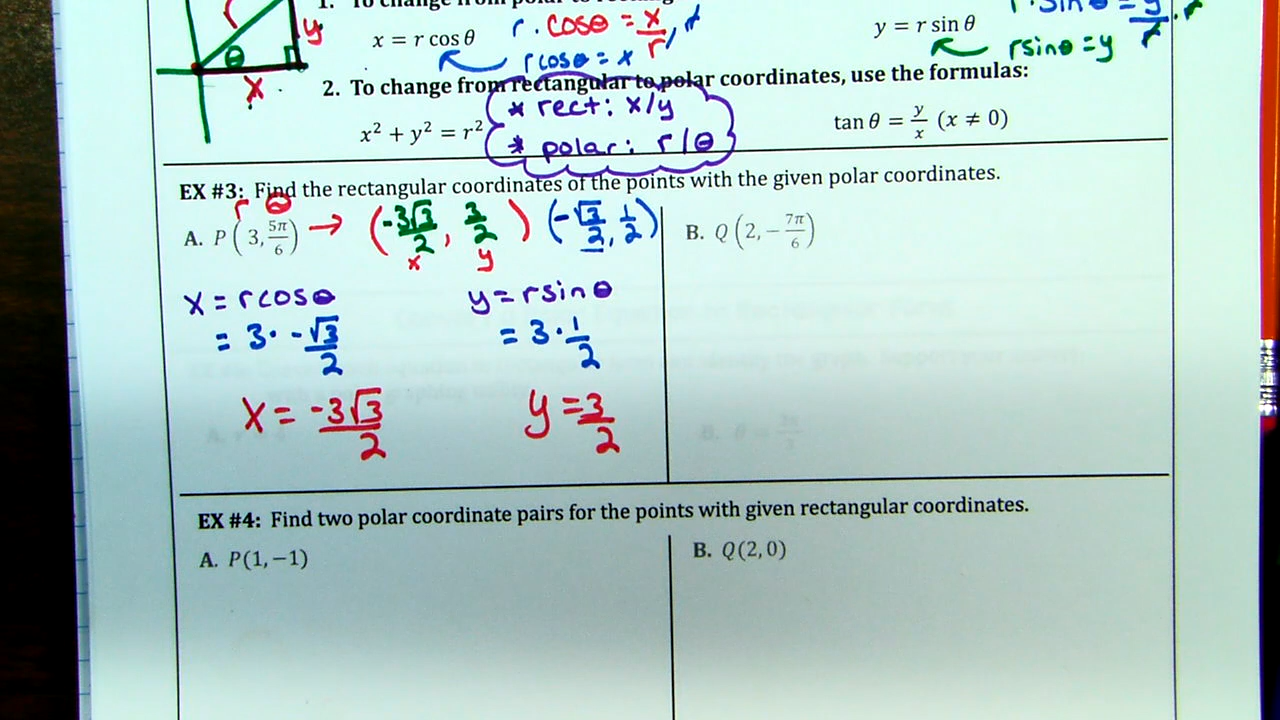 1. To change from polar to
r
y
θ
x
x = r cos θ
r · cosθ = x/r · r
rcosθ = x
y = r sin θ
r · sinθ = y/r · r
rsinθ = y
2. To change from rectangular to polar coordinates, use the formulas:
x² + y² = r²
* rect: x/y
* polar: r/θ
tan θ = y/x (x ≠ 0)
EX #3: Find the rectangular coordinates of the points with the given polar coordinates.
r θ
A. P(3, 5π/6) → (-3√3/2, 3/2) (-√3/2, 1/2)
x y
B. Q(2, −7π/6)
x = rcosθ
y = rsinθ
= 3 · -√3/2
= 3 · 1/2
x = -3√3/2
y = 3/2
EX #4: Find two polar coordinate pairs for the points with given rectangular coordinates.
A. P(1, −1)
B. Q(2, 0)